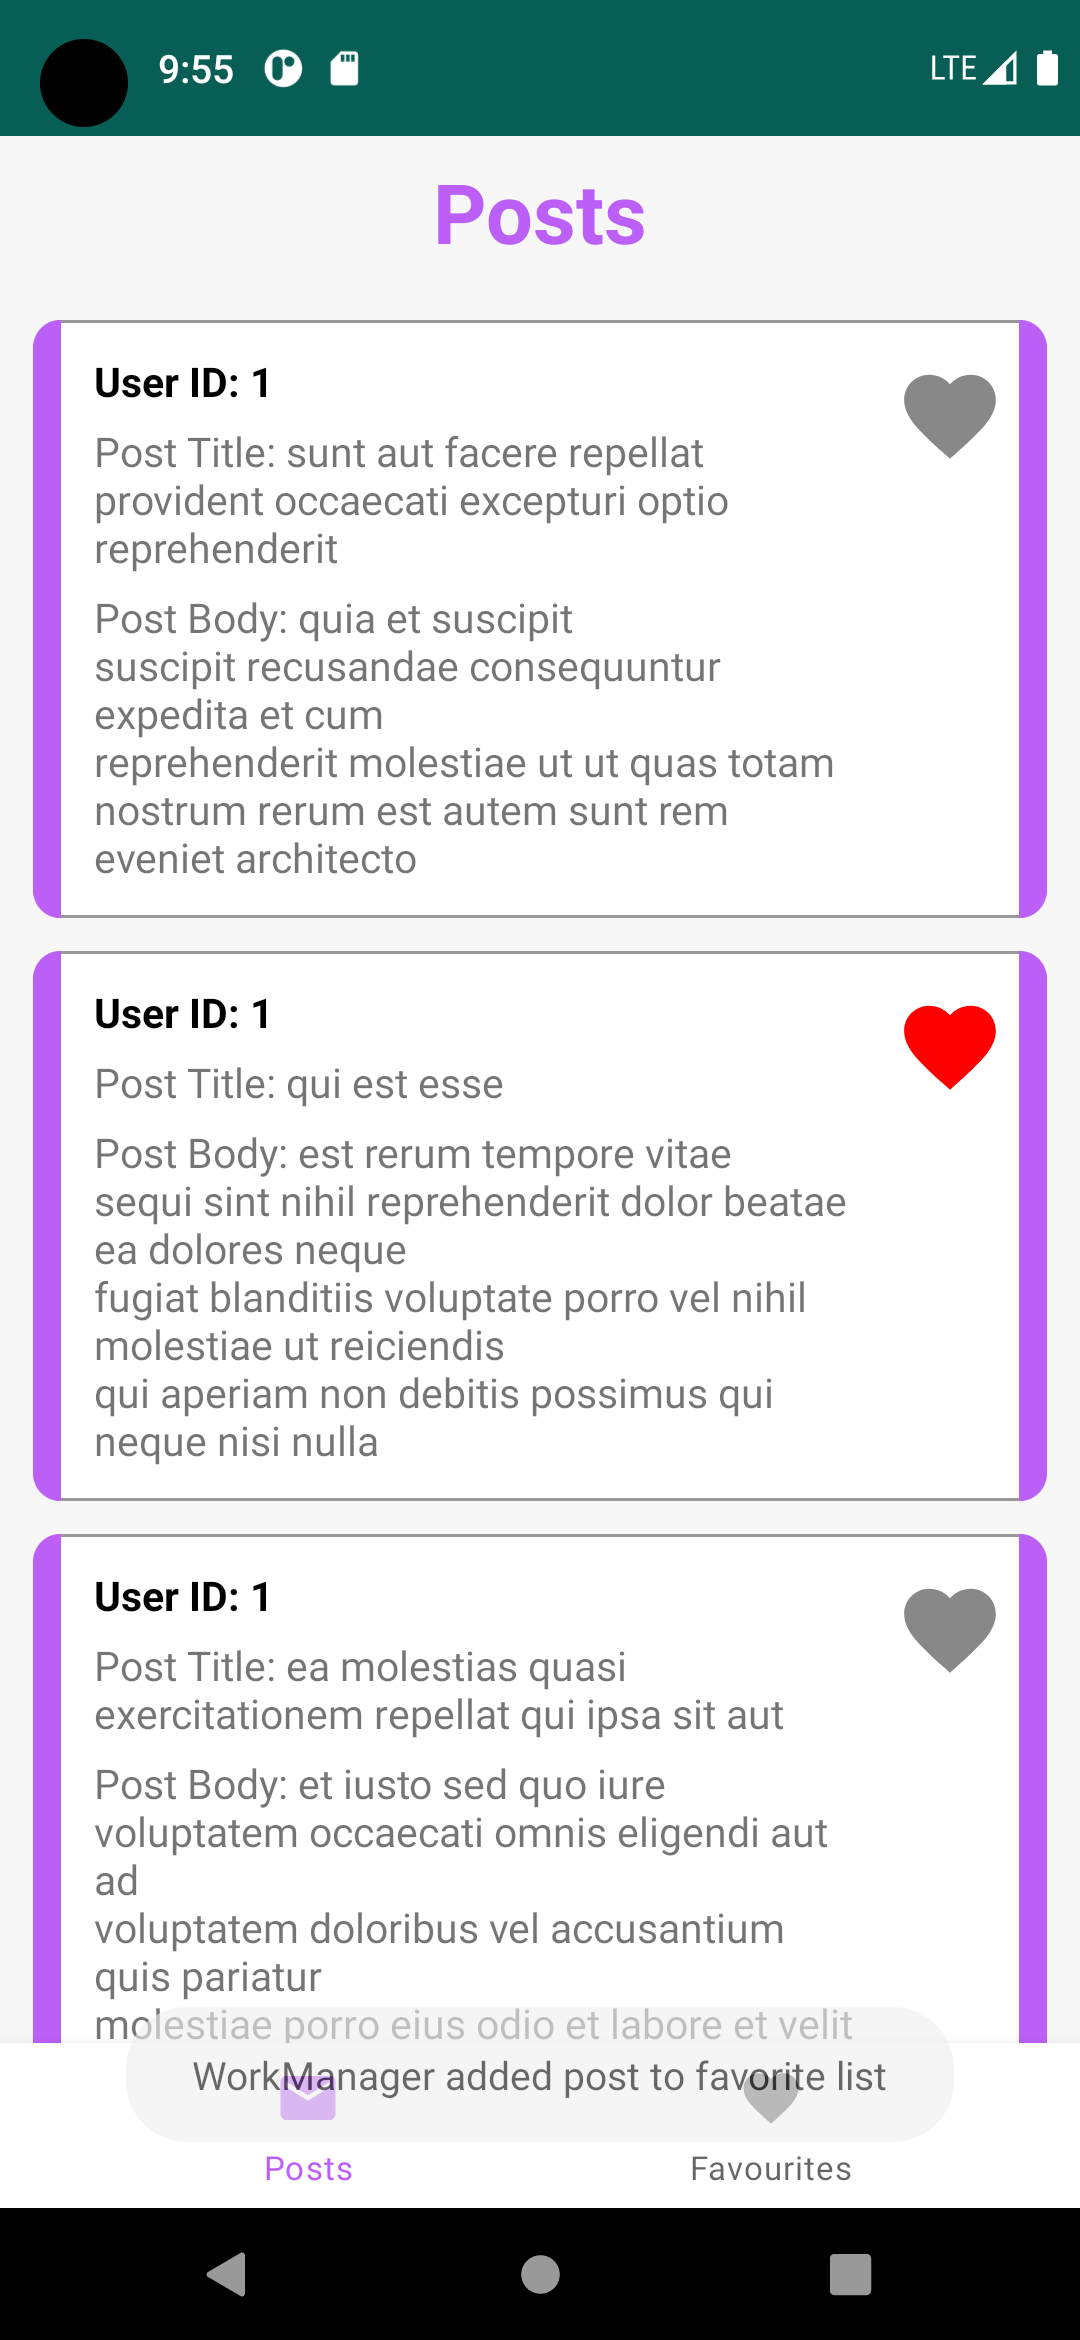 9:55
LTE
Posts
User ID: 1
Post Title: sunt aut facere repellat
provident occaecati excepturi optio
reprehenderit
Post Body: quia et suscipit
suscipit recusandae consequuntur
expedita et cum
reprehenderit molestiae ut ut quas totam
nostrum rerum est autem sunt rem
eveniet architecto
User ID: 1
Post Title: qui est esse
Post Body: est rerum tempore vitae
sequi sint nihil reprehenderit dolor beatae
ea dolores neque
fugiat blanditiis voluptate porro vel nihil
molestiae ut reiciendis
qui aperiam non debitis possimus qui
neque nisi nulla
User ID: 1
Post Title: ea molestias quasi
exercitationem repellat qui ipsa sit aut
Post Body: et iusto sed quo iure
voluptatem occaecati omnis eligendi aut
ad
voluptatem doloribus vel accusantium
quis pariatur
molestiae porro eius odio et labore et velit
WorkManager added post to favorite list
Posts
Favourites